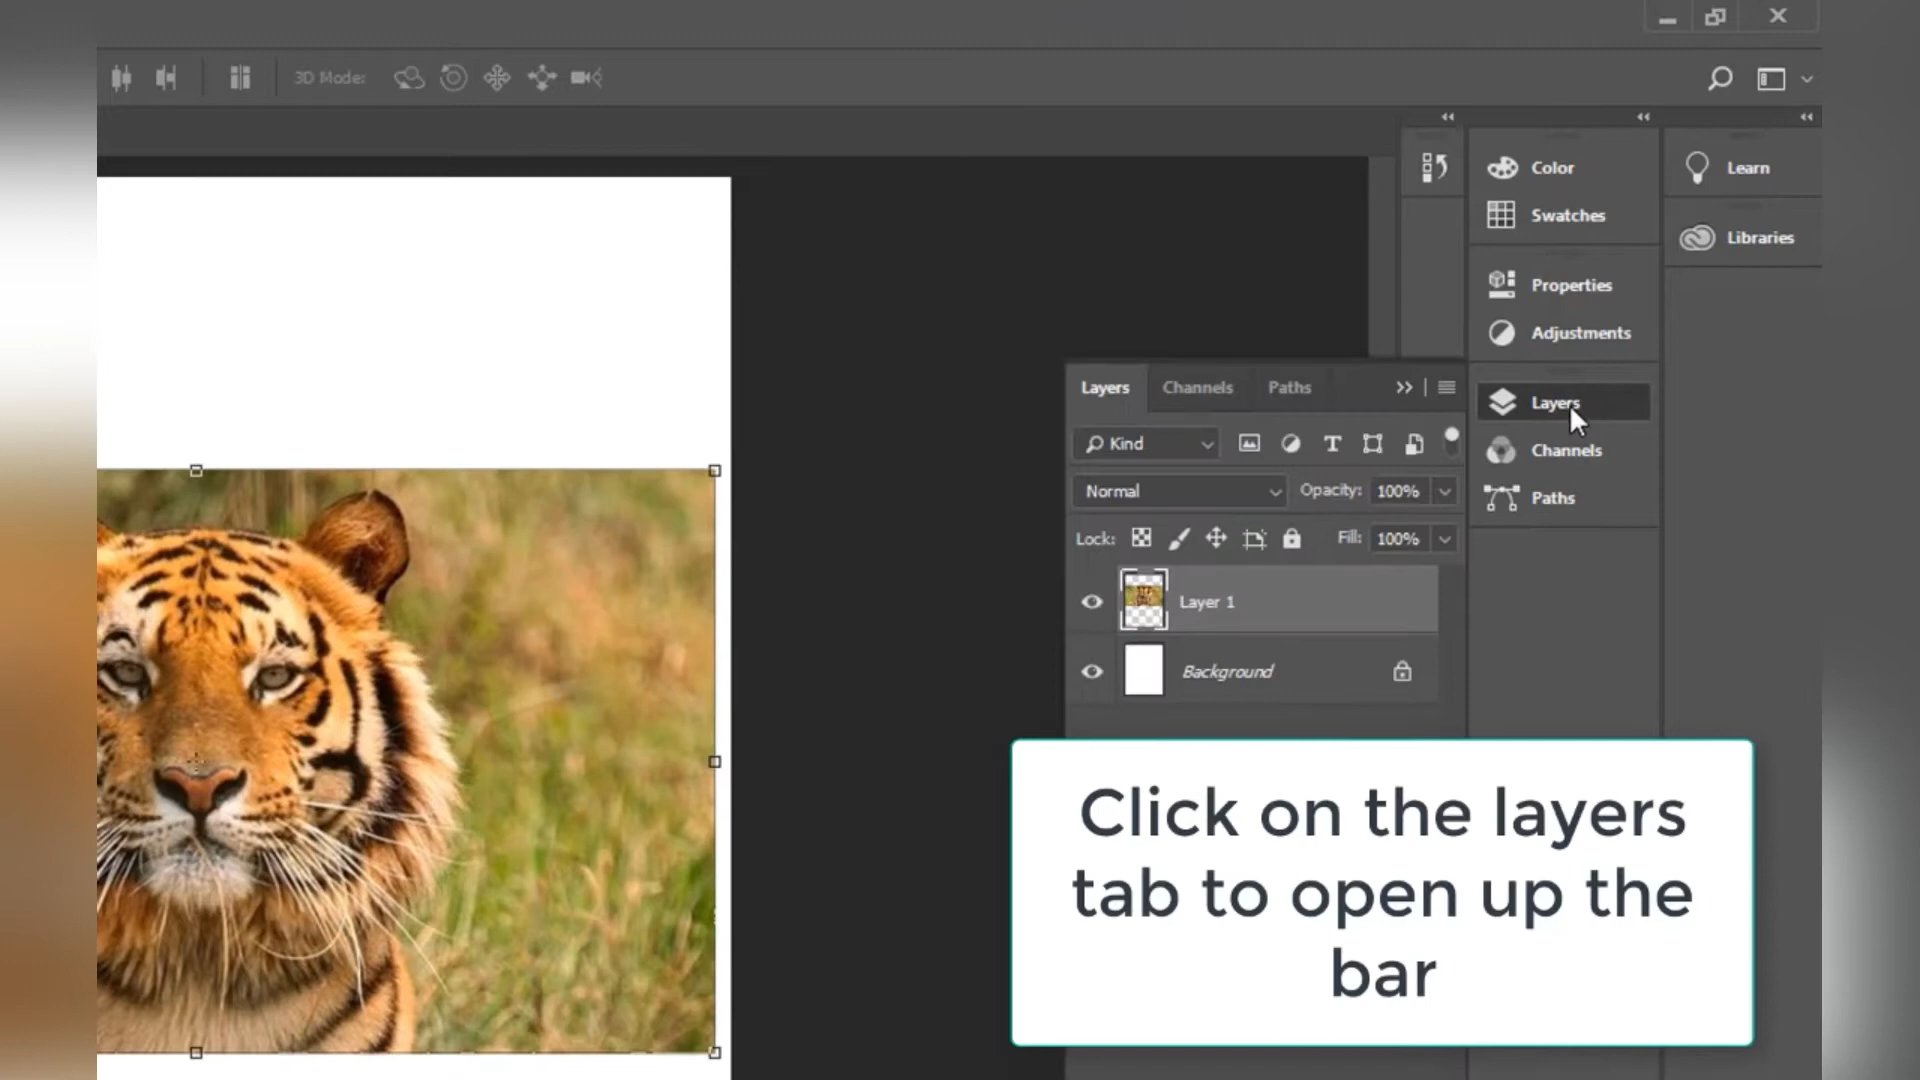 3D Mode:
Color
Swatches
Learn
Libraries
Properties
Adjustments
Layers
Channels
Paths
Layers Channels Paths
Kind
Normal Opacity: 100%
Lock: Fill: 100%
Layer 1
Background
Click on the layers
tab to open up the
bar